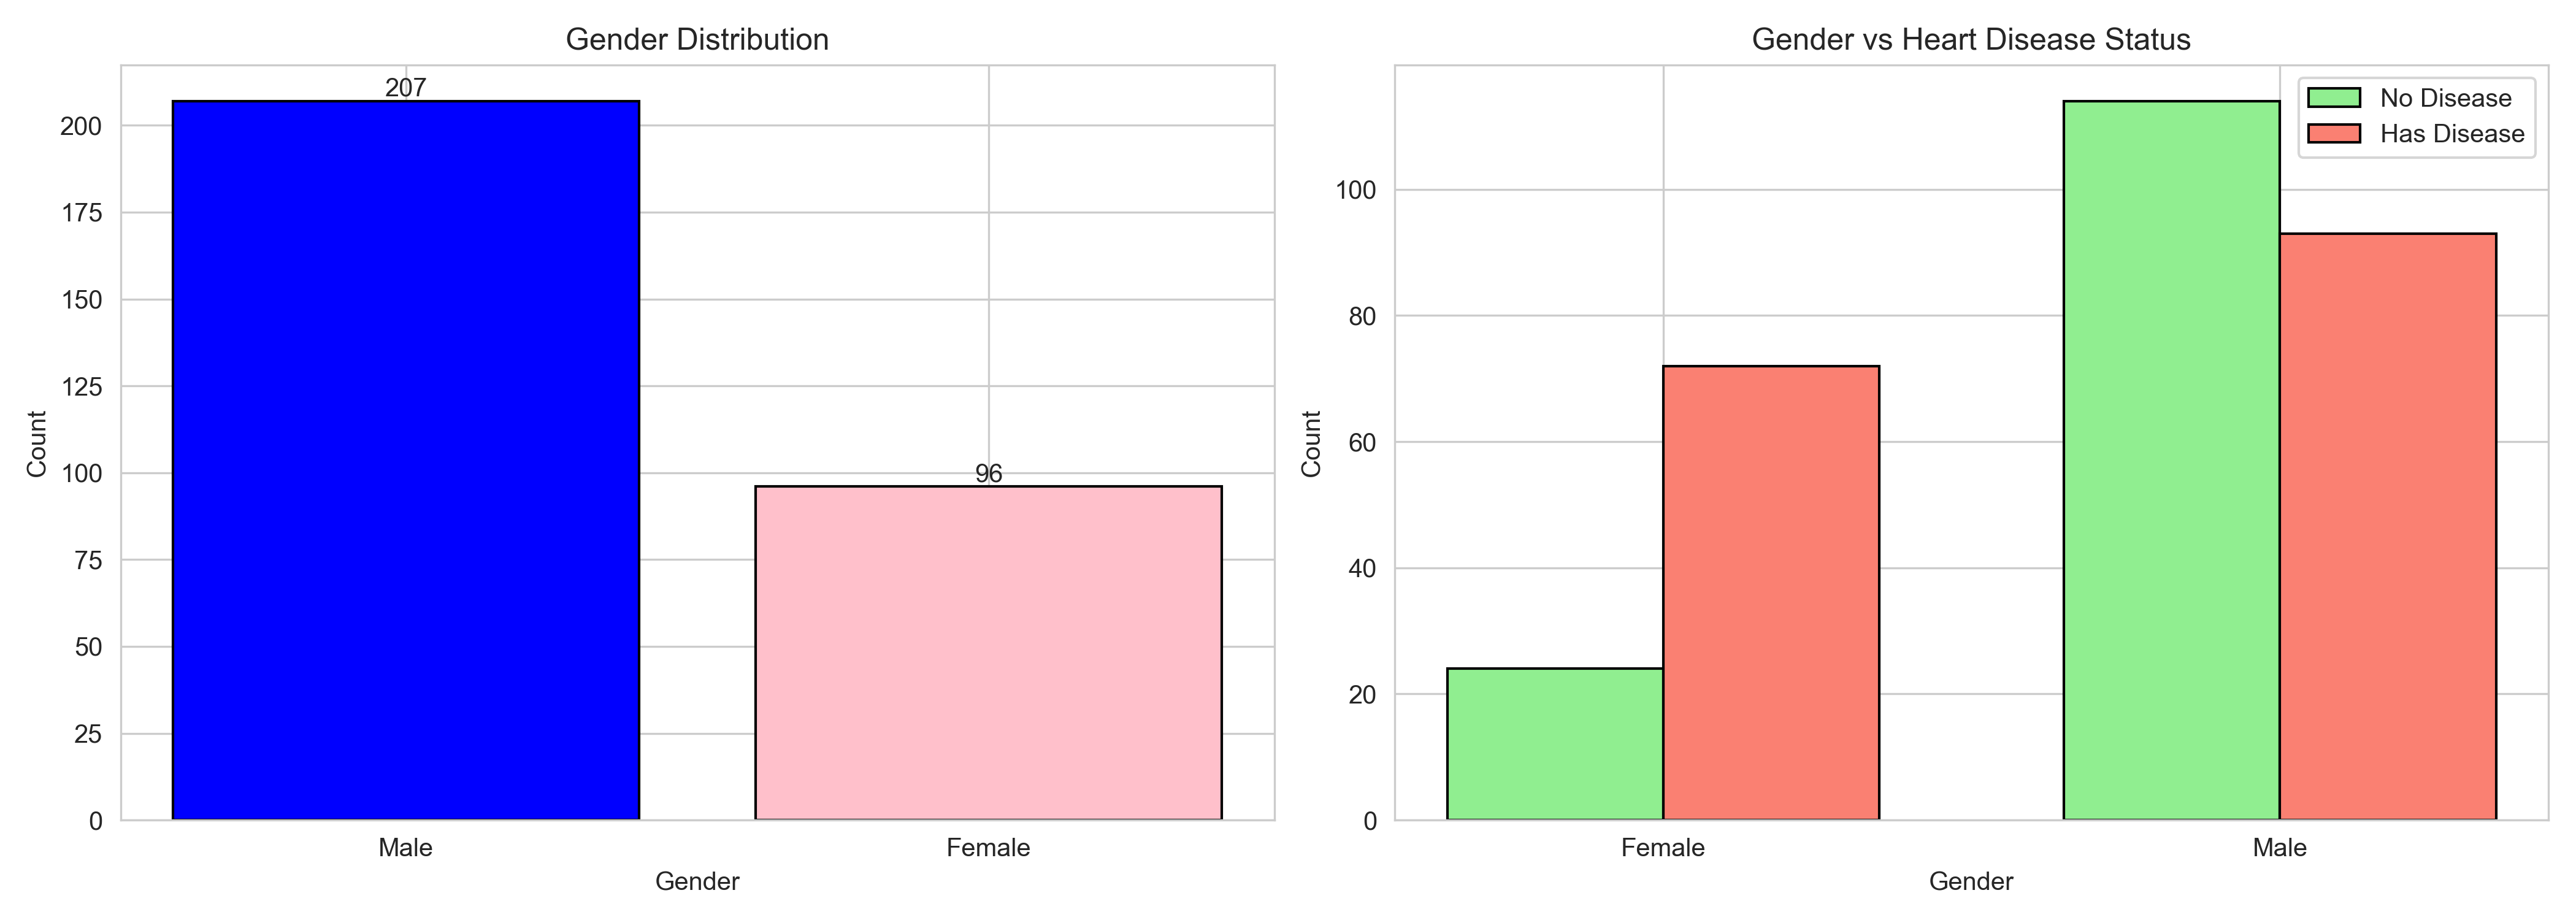 Gender Distribution
207
96
200
175
150
125
100
75
50
25
0
Count
Male
Female
Gender
Gender vs Heart Disease Status
No Disease
Has Disease
100
80
60
40
20
0
Count
Female
Male
Gender